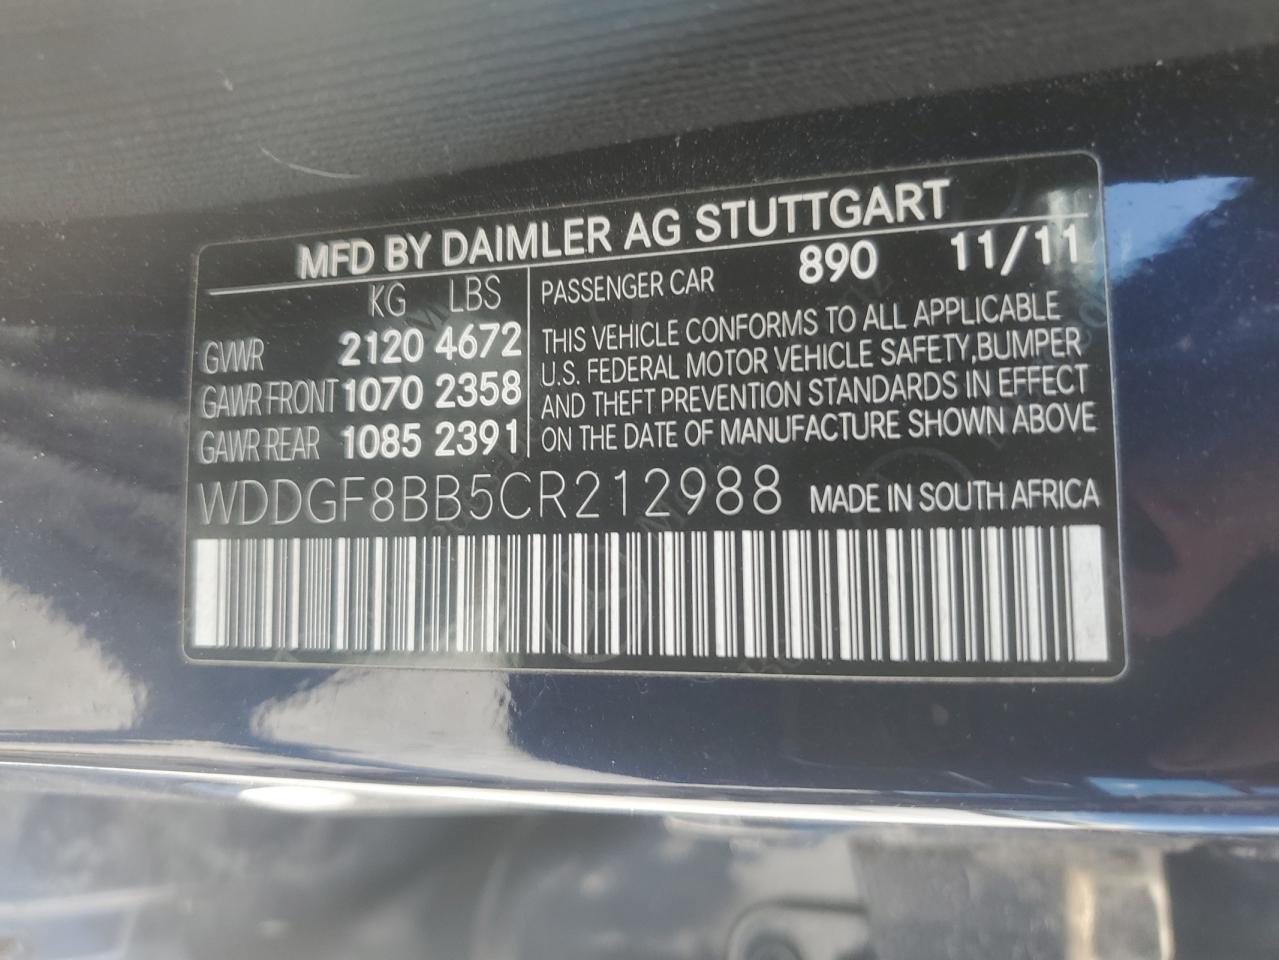 MFD BY DAIMLER AG STUTTGART
KG LBS
GVWR 2120 4672
GAWR FRONT 1070 2358
GAWR REAR 1085 2391
PASSENGER CAR 890 11/11
THIS VEHICLE CONFORMS TO ALL APPLICABLE
U.S. FEDERAL MOTOR VEHICLE SAFETY,BUMPER
AND THEFT PREVENTION STANDARDS IN EFFECT
ON THE DATE OF MANUFACTURE SHOWN ABOVE
WDDGF8BB5CR212988 MADE IN SOUTH AFRICA